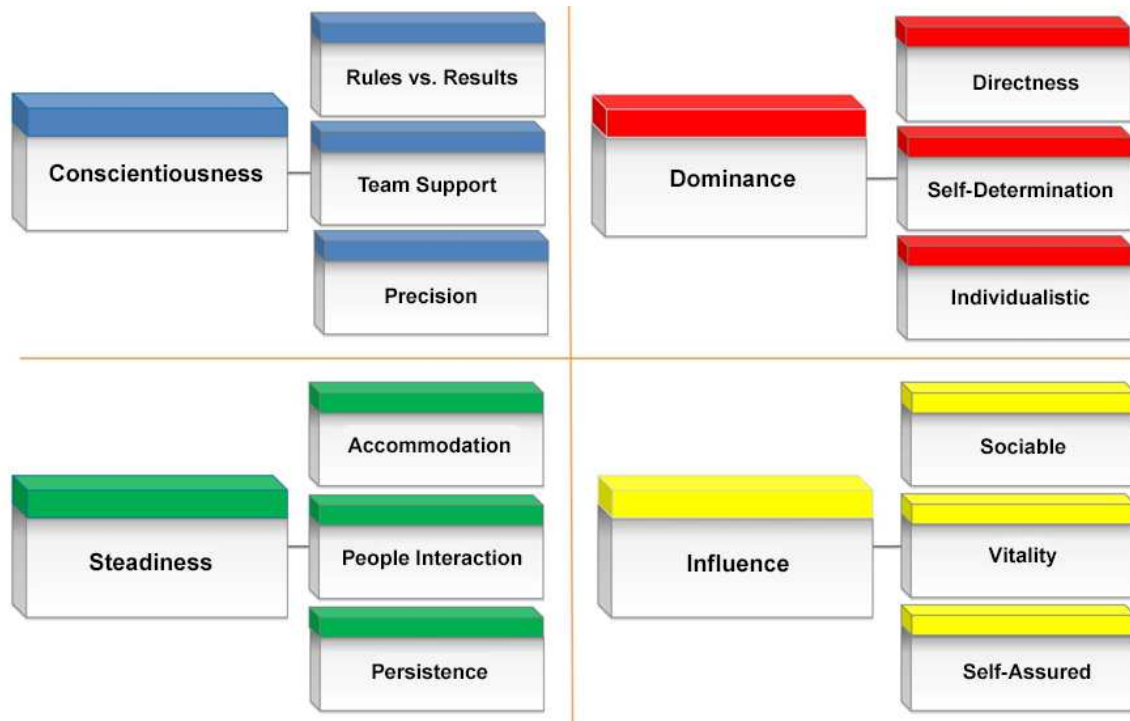 Conscientiousness
Rules vs. Results
Team Support
Precision
Dominance
Directness
Self-Determination
Individualistic
Steadiness
Accommodation
People Interaction
Persistence
Influence
Sociable
Vitality
Self-Assured